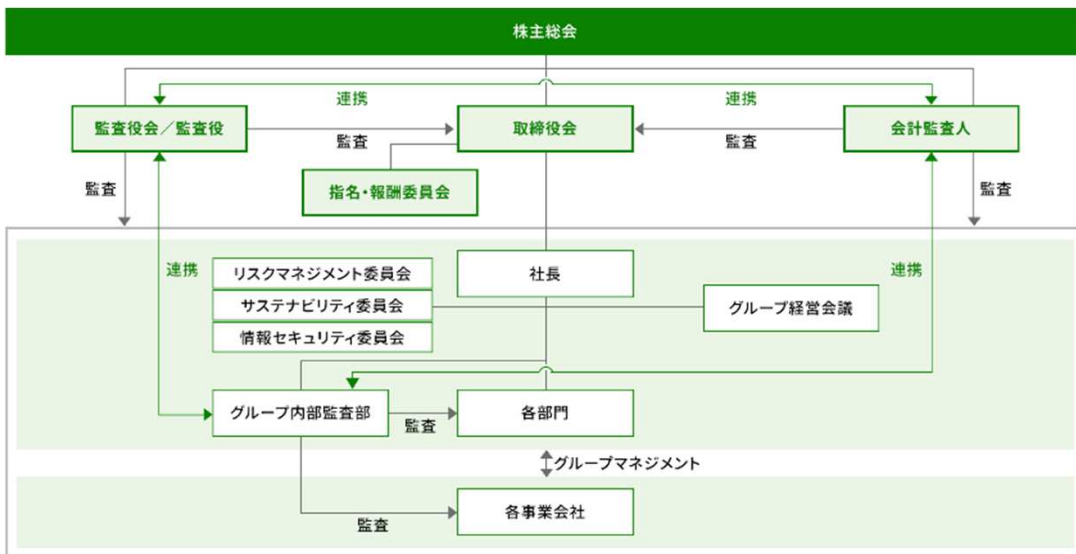 株主総会
連携
連携
監査役会／監査役
取締役会
会計監査人
監査
監査
指名・報酬委員会
監査
監査
連携
連携
リスクマネジメント委員会
社長
サステナビリティ委員会
グループ経営会議
情報セキュリティ委員会
グループ内部監査部
監査
各部門
グループマネジメント
各事業会社
監査